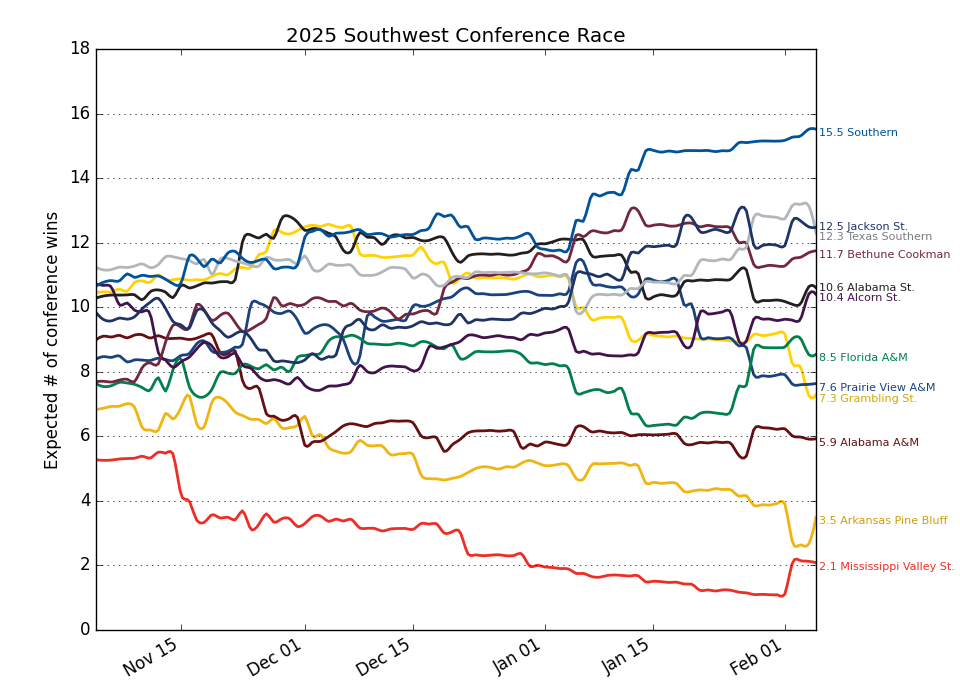 2025 Southwest Conference Race
Expected # of conference wins
18
16
14
12
10
8
6
4
2
0
15.5 Southern
12.5 Jackson St.
12.3 Texas Southern
11.7 Bethune Cookman
10.6 Alabama St.
10.4 Alcorn St.
8.5 Florida A&M
7.6 Prairie View A&M
7.3 Grambling St.
5.9 Alabama A&M
3.5 Arkansas Pine Bluff
2.1 Mississippi Valley St.
Nov 15
Dec 01
Dec 15
Jan 01
Jan 15
Feb 01